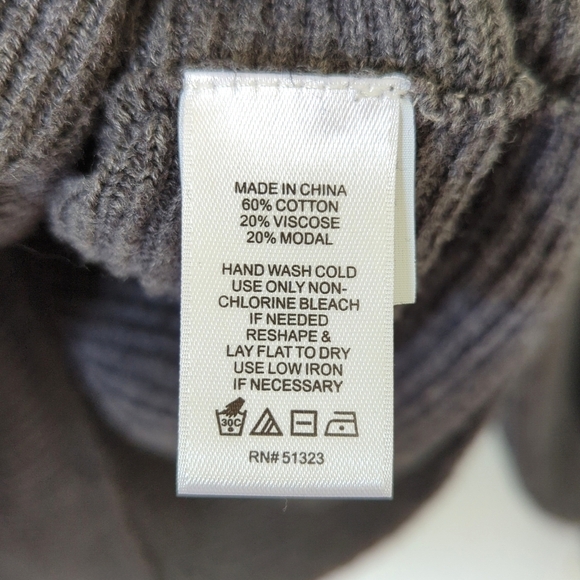 MADE IN CHINA
60% COTTON
20% VISCOSE
20% MODAL
HAND WASH COLD
USE ONLY NON-
CHLORINE BLEACH
IF NEEDED
RESHAPE &
LAY FLAT TO DRY
USE LOW IRON
IF NECESSARY
30C
RN# 51323